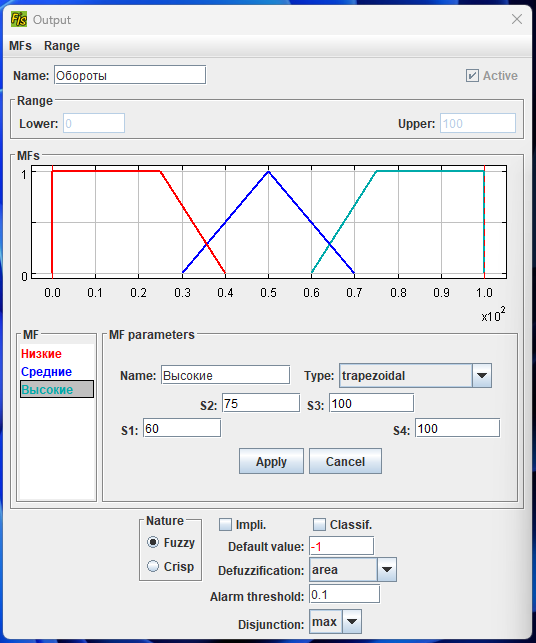 FIS Output
MFs Range
Name: Обороты Active
Range
Lower: 0 Upper: 100
MFs
1
0
0.0 0.1 0.2 0.3 0.4 0.5 0.6 0.7 0.8 0.9 1.0
x10²
MF
Низкие
Средние
Высокие
MF parameters
Name: Высокие Type: trapezoidal
S2: 75 S3: 100
S1: 60 S4: 100
Apply Cancel
Nature
Fuzzy
Crisp
Impli. Classif.
Default value: -1
Defuzzification: area
Alarm threshold: 0.1
Disjunction: max